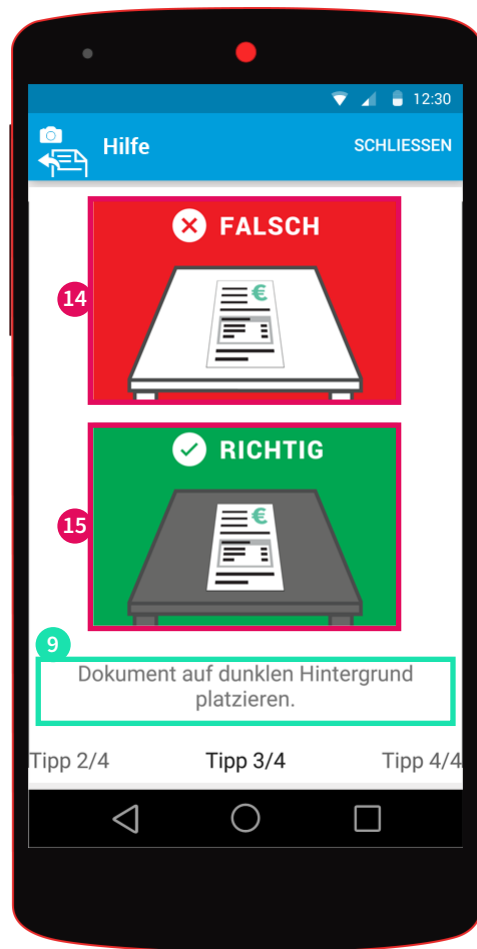 12:30
Hilfe
SCHLIESSEN
FALSCH
€
14
RICHTIG
€
15
9
Dokument auf dunklen Hintergrund
platzieren.
Tipp 2/4 Tipp 3/4 Tipp 4/4